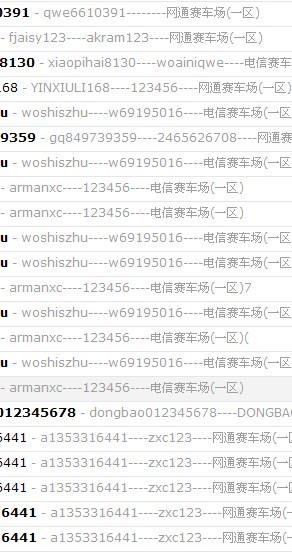 0391 - qwe6610391--------网通赛车场(一区)
- fjaisy123----akram123----网通赛车场(一
8130 - xiaopihai8130----woainiqwe----电信赛车
168 - YINXIULI168----123456----网通赛车场(一
u - woshiszhu----w69195016----电信赛车场(一区
9359 - gq849739359----2465626708----网通赛
u - woshiszhu----w69195016----电信赛车场(一区
- armanxc----123456----电信赛车场(一区)
- armanxc----123456----电信赛车场(一区)
u - woshiszhu----w69195016----电信赛车场(一区
u - woshiszhu----w69195016----电信赛车场(一区
- armanxc----123456----电信赛车场(一区)7
u - woshiszhu----w69195016----电信赛车场(一区
- armanxc----123456----电信赛车场(一区)(
u - woshiszhu----w69195016----电信赛车场(一区
- armanxc----123456----电信赛车场(一区)
012345678 - dongbao012345678----DONGBAO
6441 - a1353316441----zxc123----网通赛车场(一
6441 - a1353316441----zxc123----网通赛车场(一
6441 - a1353316441----zxc123----网通赛车场(一
6441 - a1353316441----zxc123----网通赛车场(-
6441 - a1353316441----zxc123----网通赛车场(-